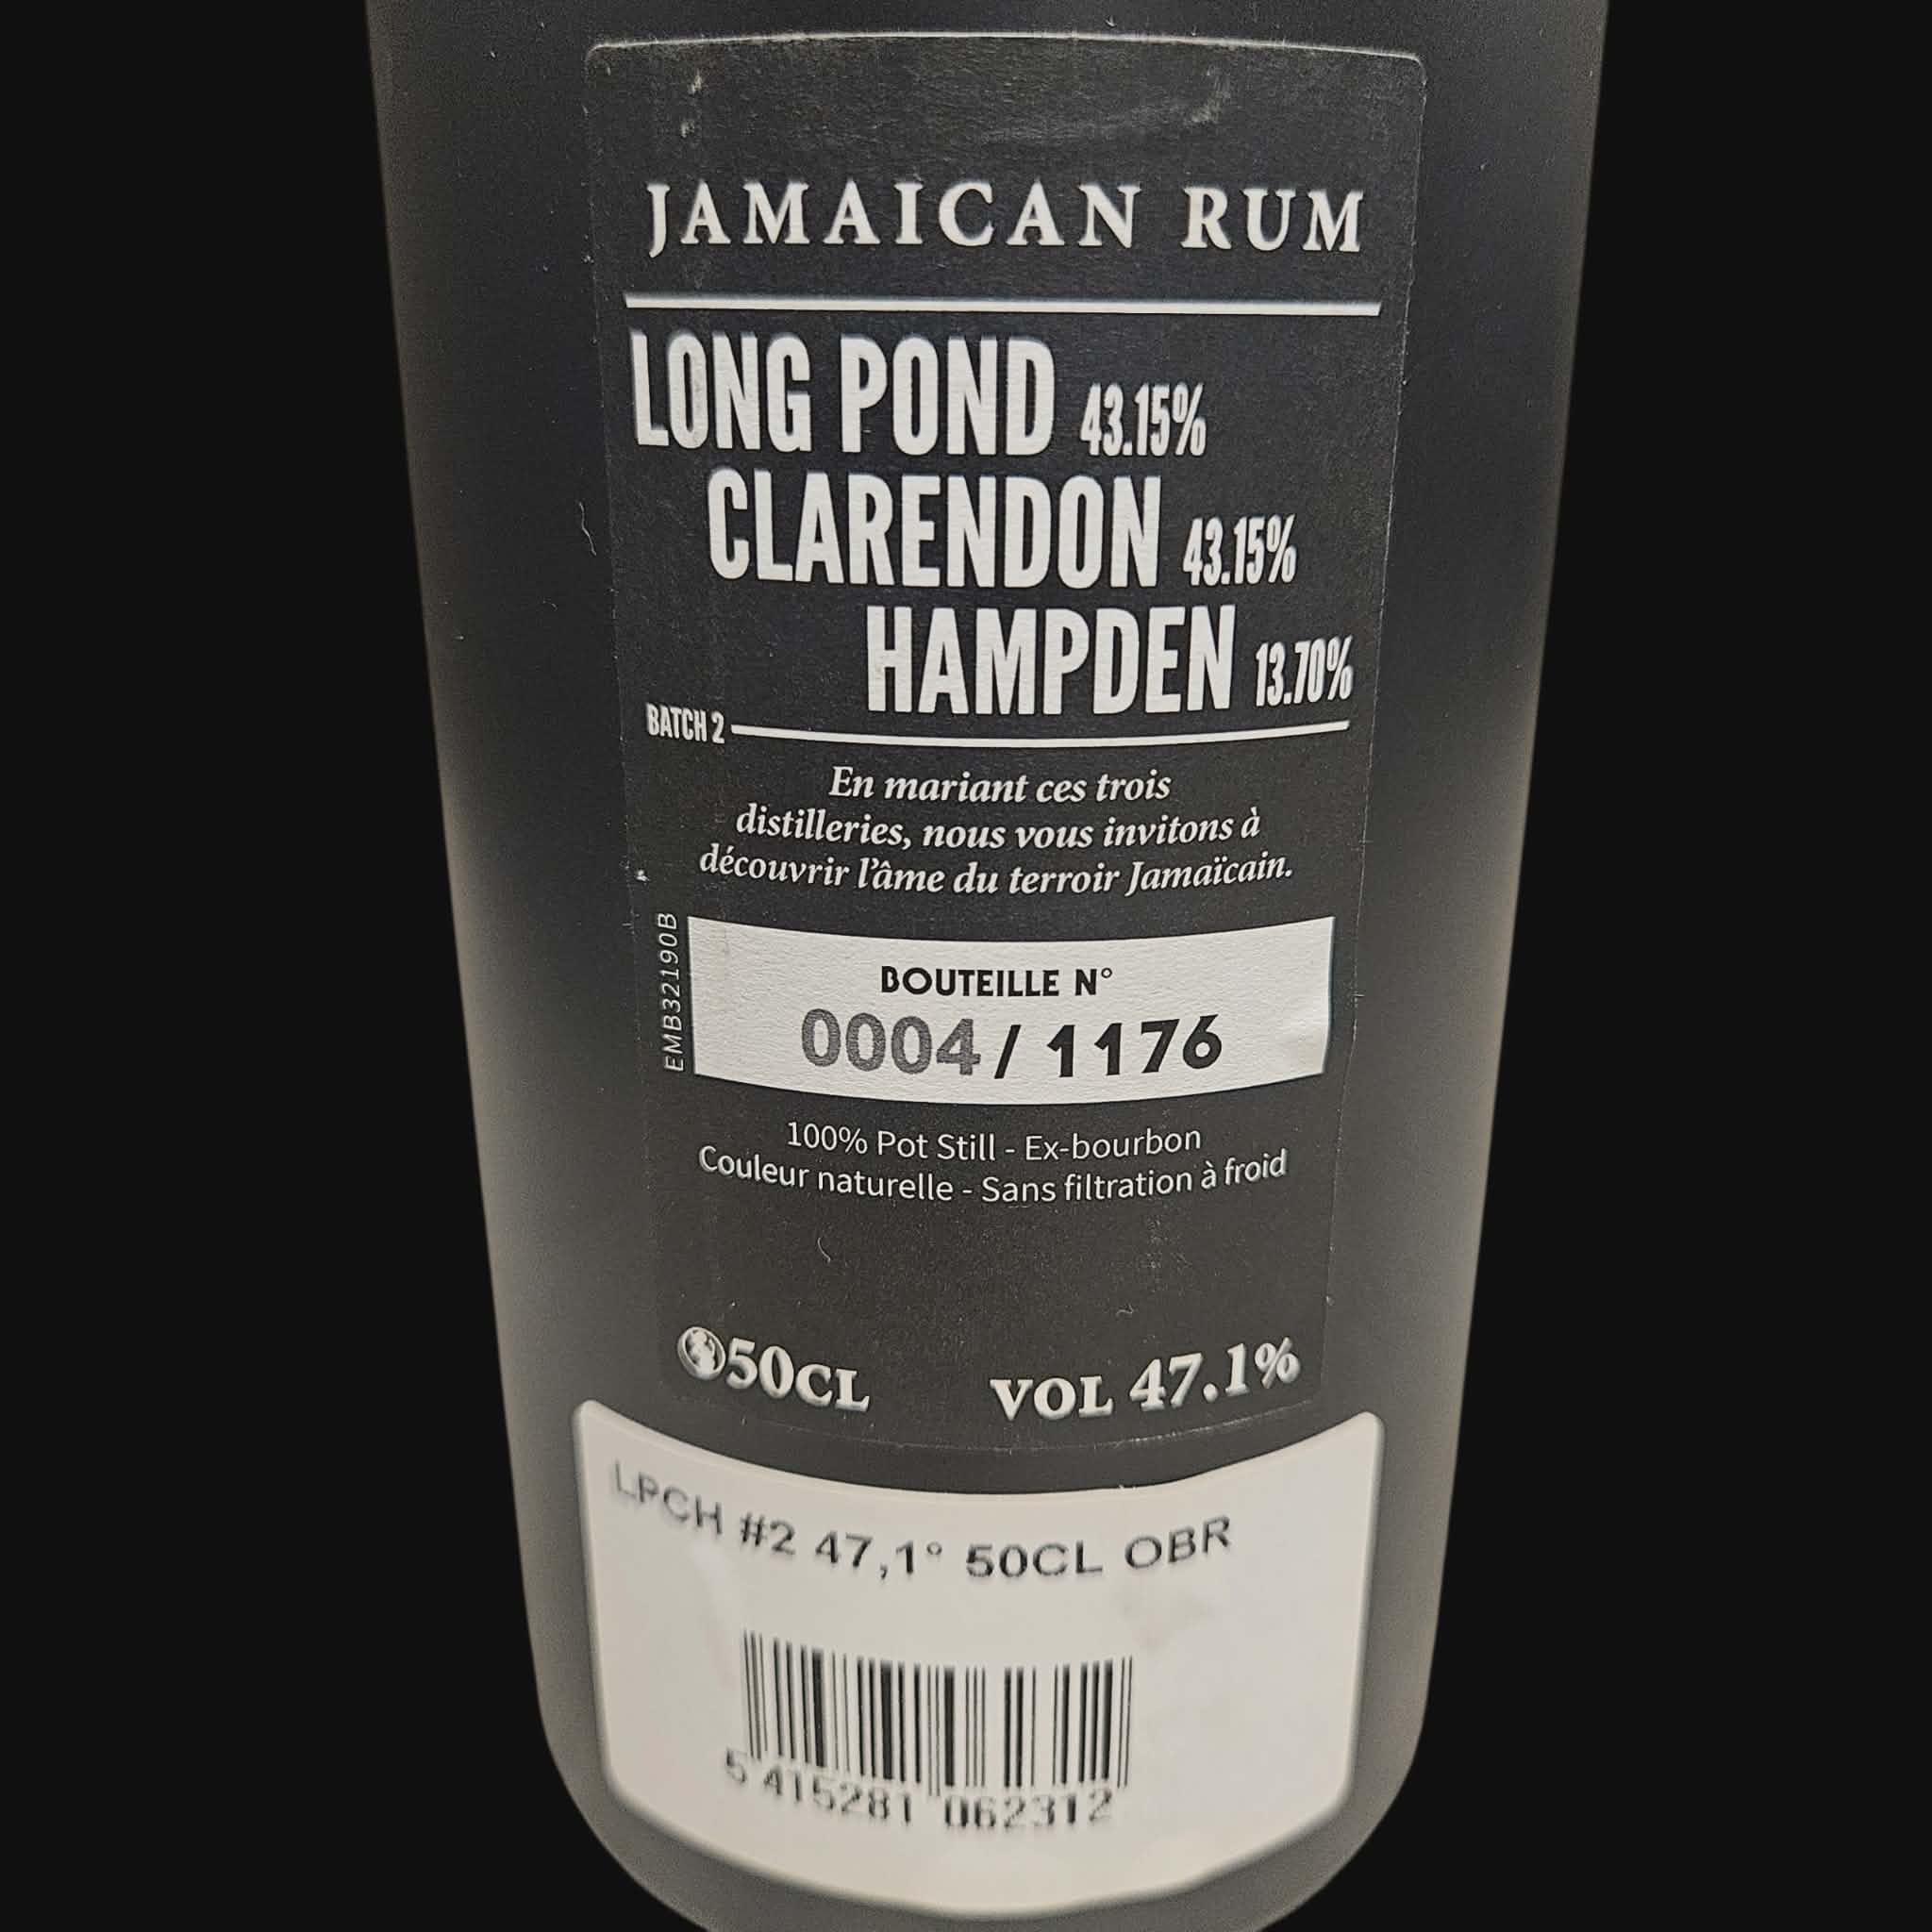 JAMAICAN RUM
LONG POND 43.15%
CLARENDON 43.15%
HAMPDEN 13.70%
BATCH 2
En mariant ces trois
distilleries, nous vous invitons à
découvrir l'âme du terroir Jamaïcain.
EMB32190B
BOUTEILLE N°
0004/1176
100% Pot Still - Ex-bourbon
Couleur naturelle - Sans filtration à froid
50CL VOL 47.1%
LPCH #2 47,1° 50CL OBR
5 415281 062312